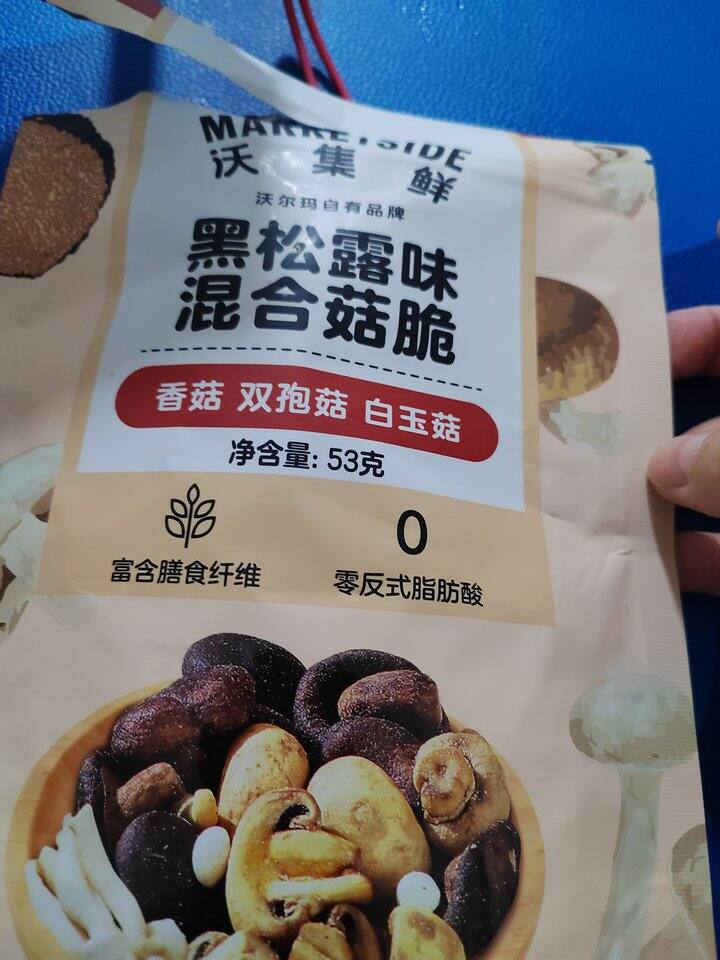 MARKETSIDE
沃集鲜
沃尔玛自有品牌
黑松露味
混合菇脆
香菇 双孢菇 白玉菇
净含量: 53克
0
富含膳食纤维
零反式脂肪酸